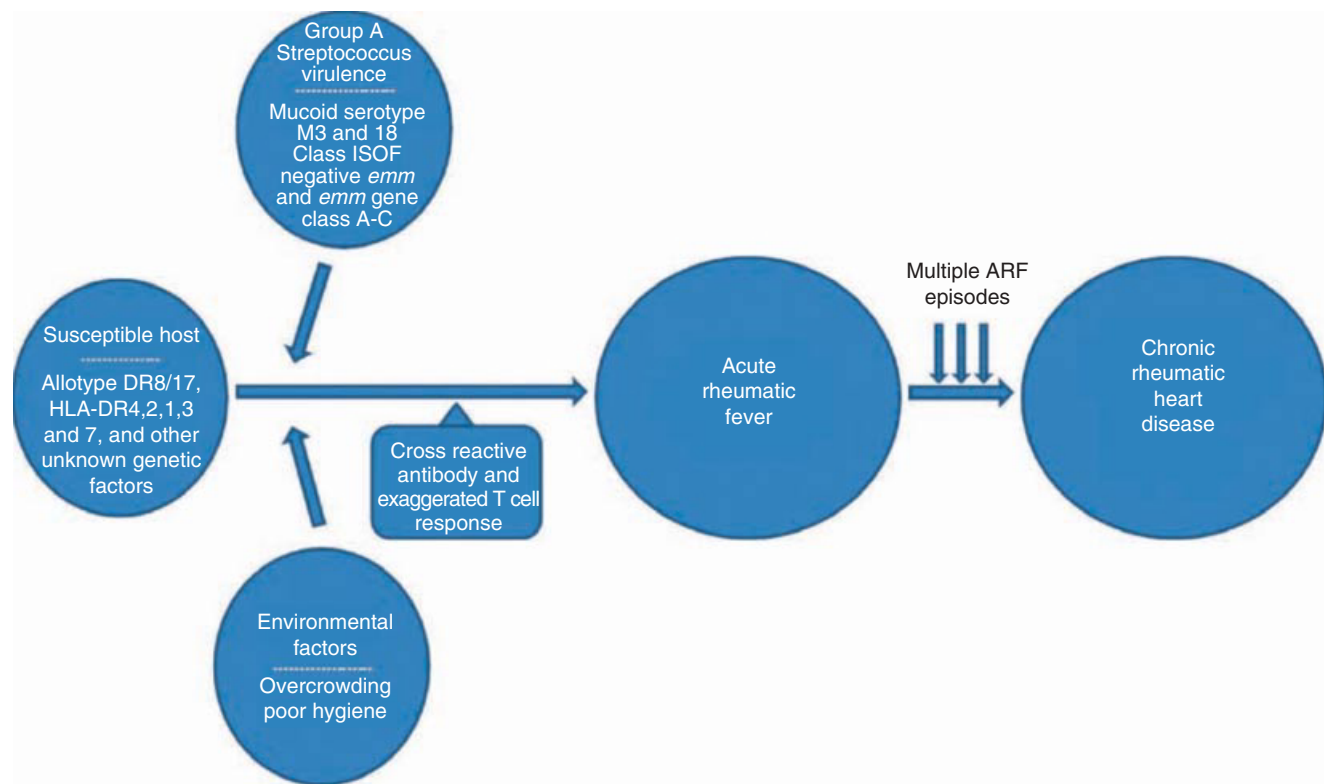 Group A
Streptococcus
virulence
Mucoid serotype
M3 and 18
Class ISOF
negative emm
and emm gene
class A-C
Susceptible host
Allotype DR8/17,
HLA-DR4,2,1,3
and 7, and other
unknown genetic
factors
Cross reactive
antibody and
exaggerated T cell
response
Environmental
factors
Overcrowding
poor hygiene
Acute
rheumatic
fever
Multiple ARF
episodes
Chronic
rheumatic
heart
disease